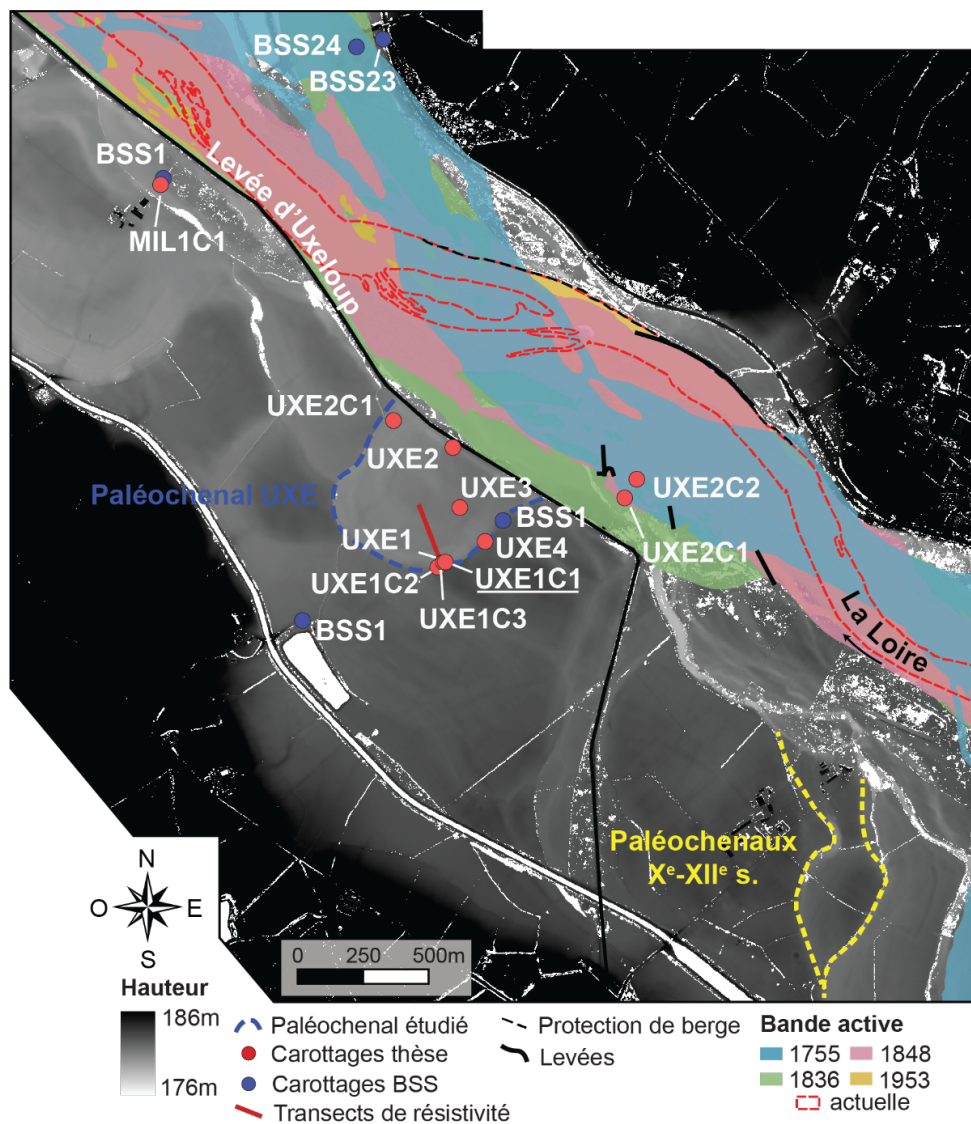 BSS24
BSS23
BSS1
MIL1C1
Levée d'Uxeloup
UXE2C1
UXE2
Paléochenal UXE
UXE3
BSS1
UXE2C2
UXE1
UXE4
UXE2C1
UXE1C2
UXE1C1
UXE1C3
BSS1
La Loire
Paléochenaux
Xe-XIIe s.
N
O E
S
0 250 500m
Hauteur
186m
176m
Paléochenal étudié
Carottages thèse
Carottages BSS
Transects de résistivité
Protection de berge
Levées
Bande active
1755 1848
1836 1953
actuelle